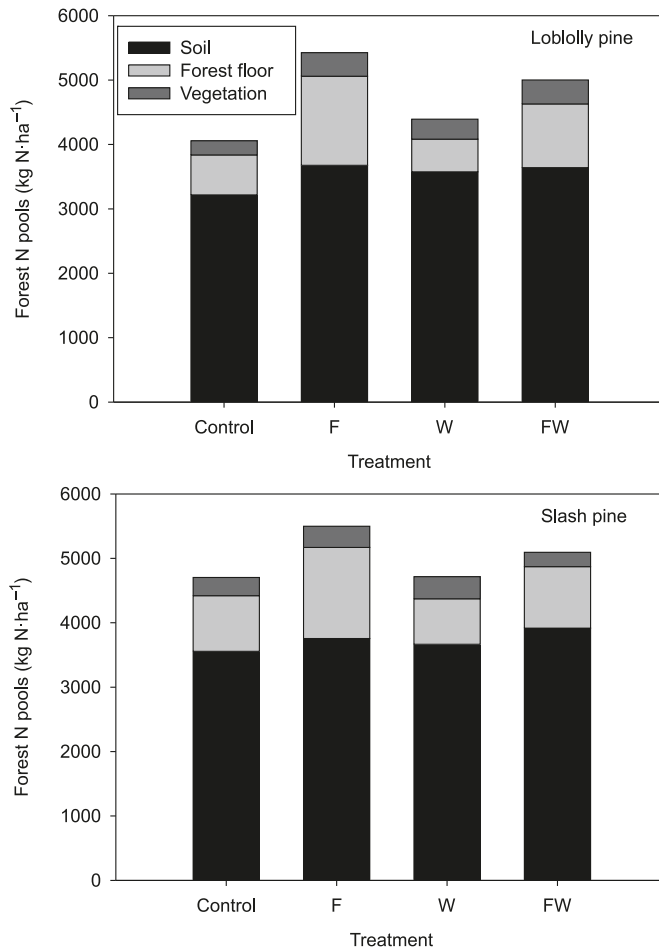 6000
5000
4000
3000
2000
1000
0
Forest N pools (kg N·ha⁻¹)
Soil
Forest floor
Vegetation
Loblolly pine
Control F W FW
Treatment
6000
5000
4000
3000
2000
1000
0
Forest N pools (kg N·ha⁻¹)
Slash pine
Control F W FW
Treatment